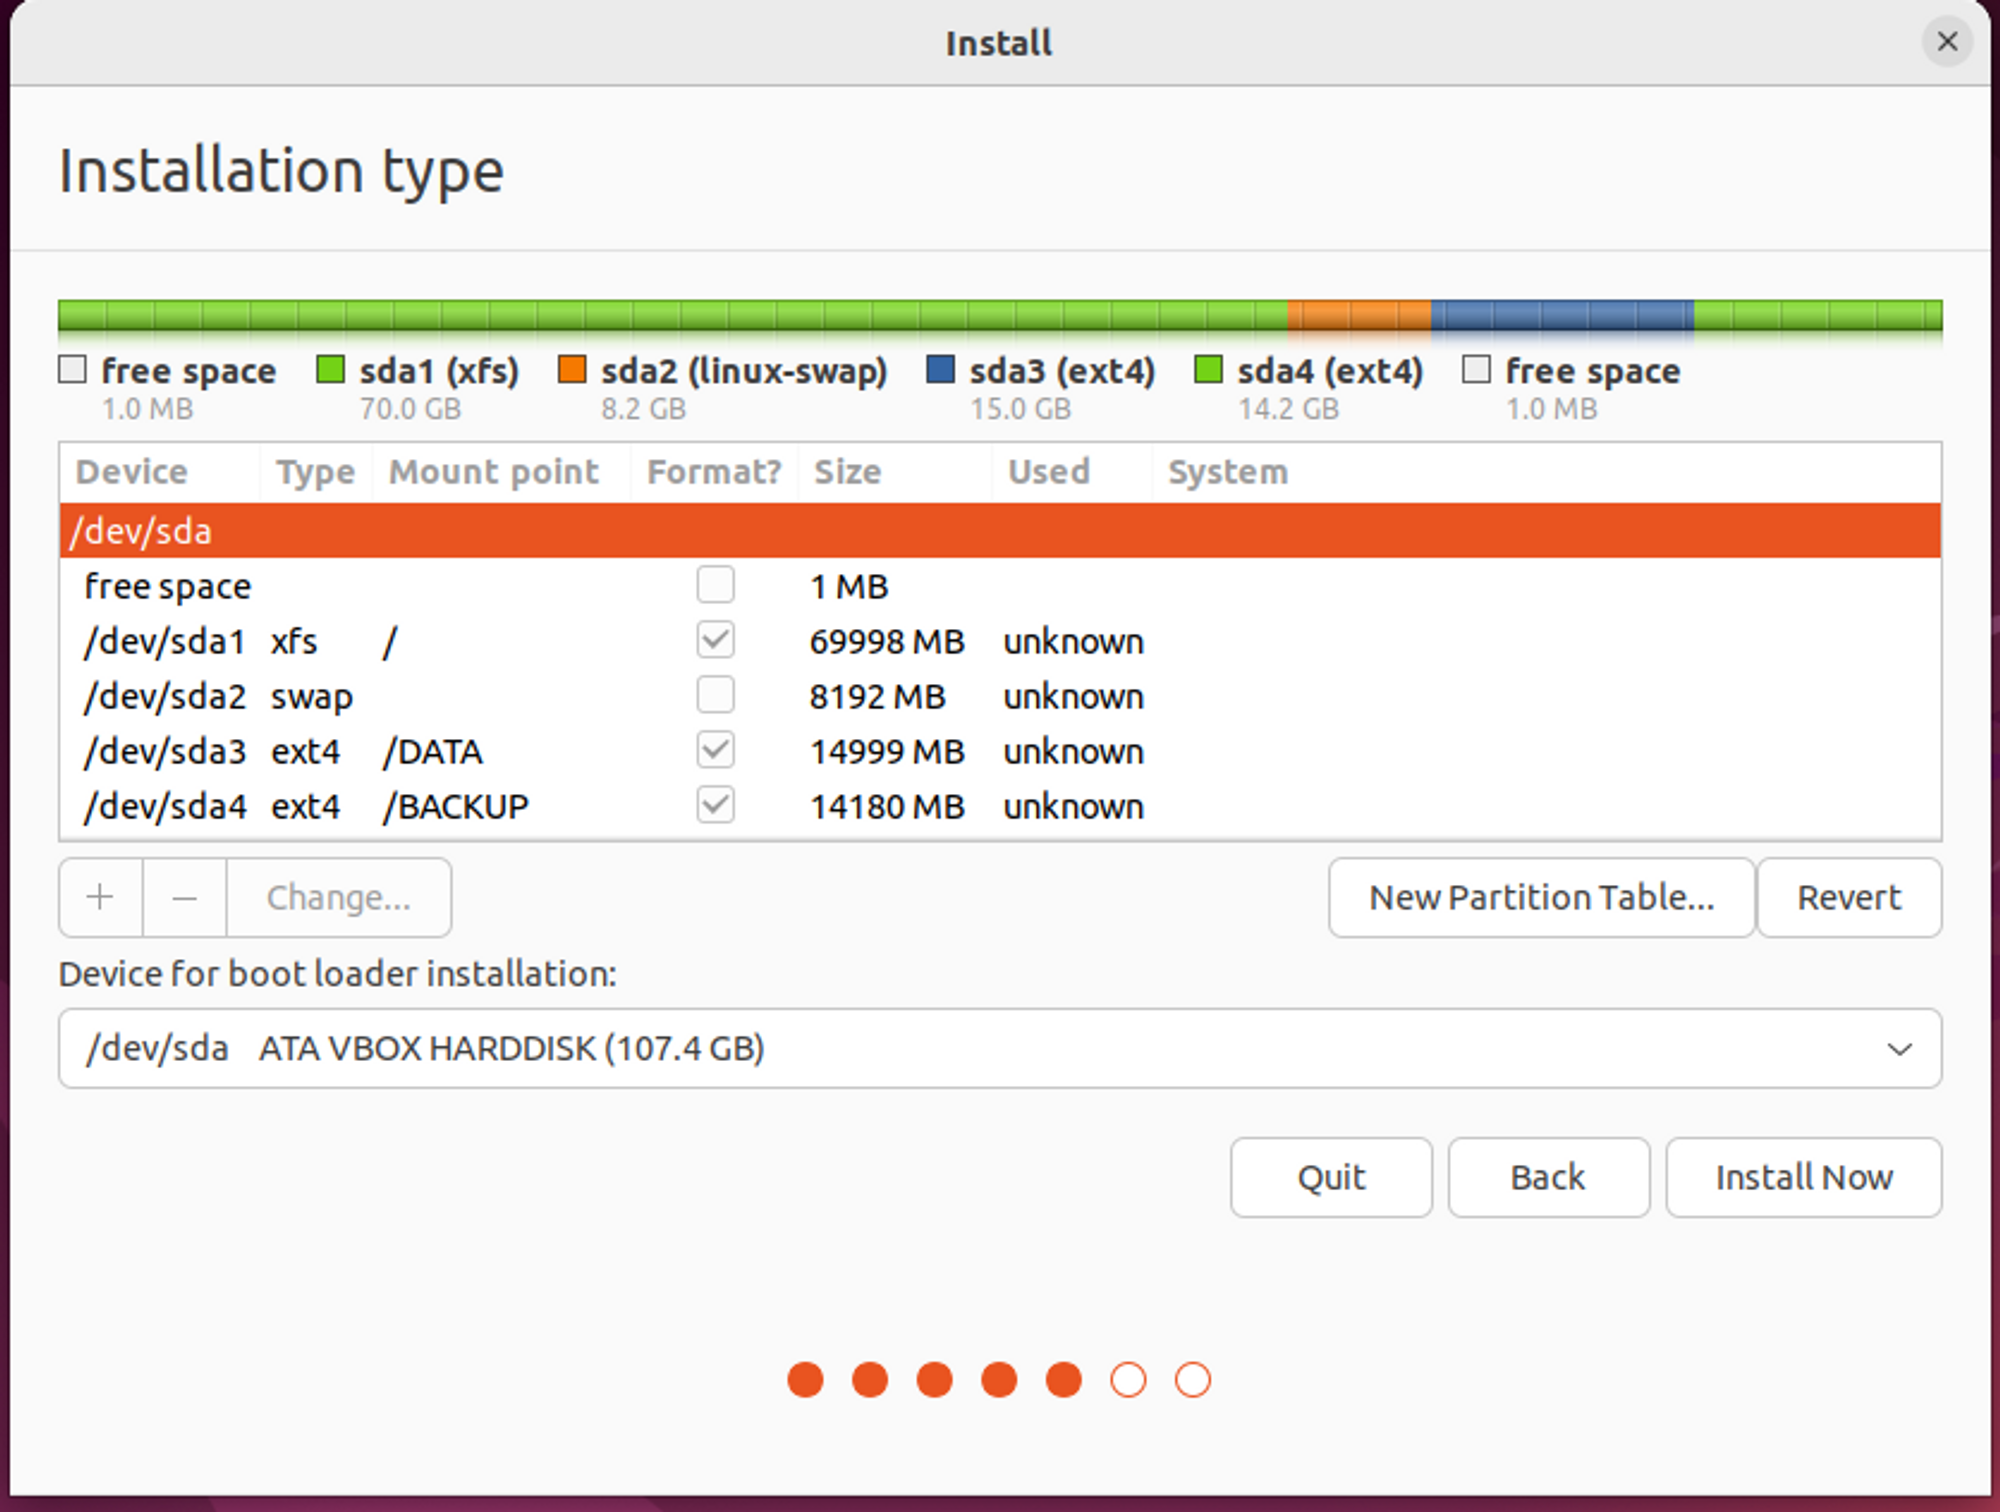 Install
Installation type
free space sda1 (xfs) sda2 (linux-swap) sda3 (ext4) sda4 (ext4) free space
1.0 MB 70.0 GB 8.2 GB 15.0 GB 14.2 GB 1.0 MB
Device Type Mount point Format? Size Used System
/dev/sda
free space 1 MB
/dev/sda1 xfs / 69998 MB unknown
/dev/sda2 swap 8192 MB unknown
/dev/sda3 ext4 /DATA 14999 MB unknown
/dev/sda4 ext4 /BACKUP 14180 MB unknown
+ − Change... New Partition Table... Revert
Device for boot loader installation:
/dev/sda ATA VBOX HARDDISK (107.4 GB)
Quit Back Install Now